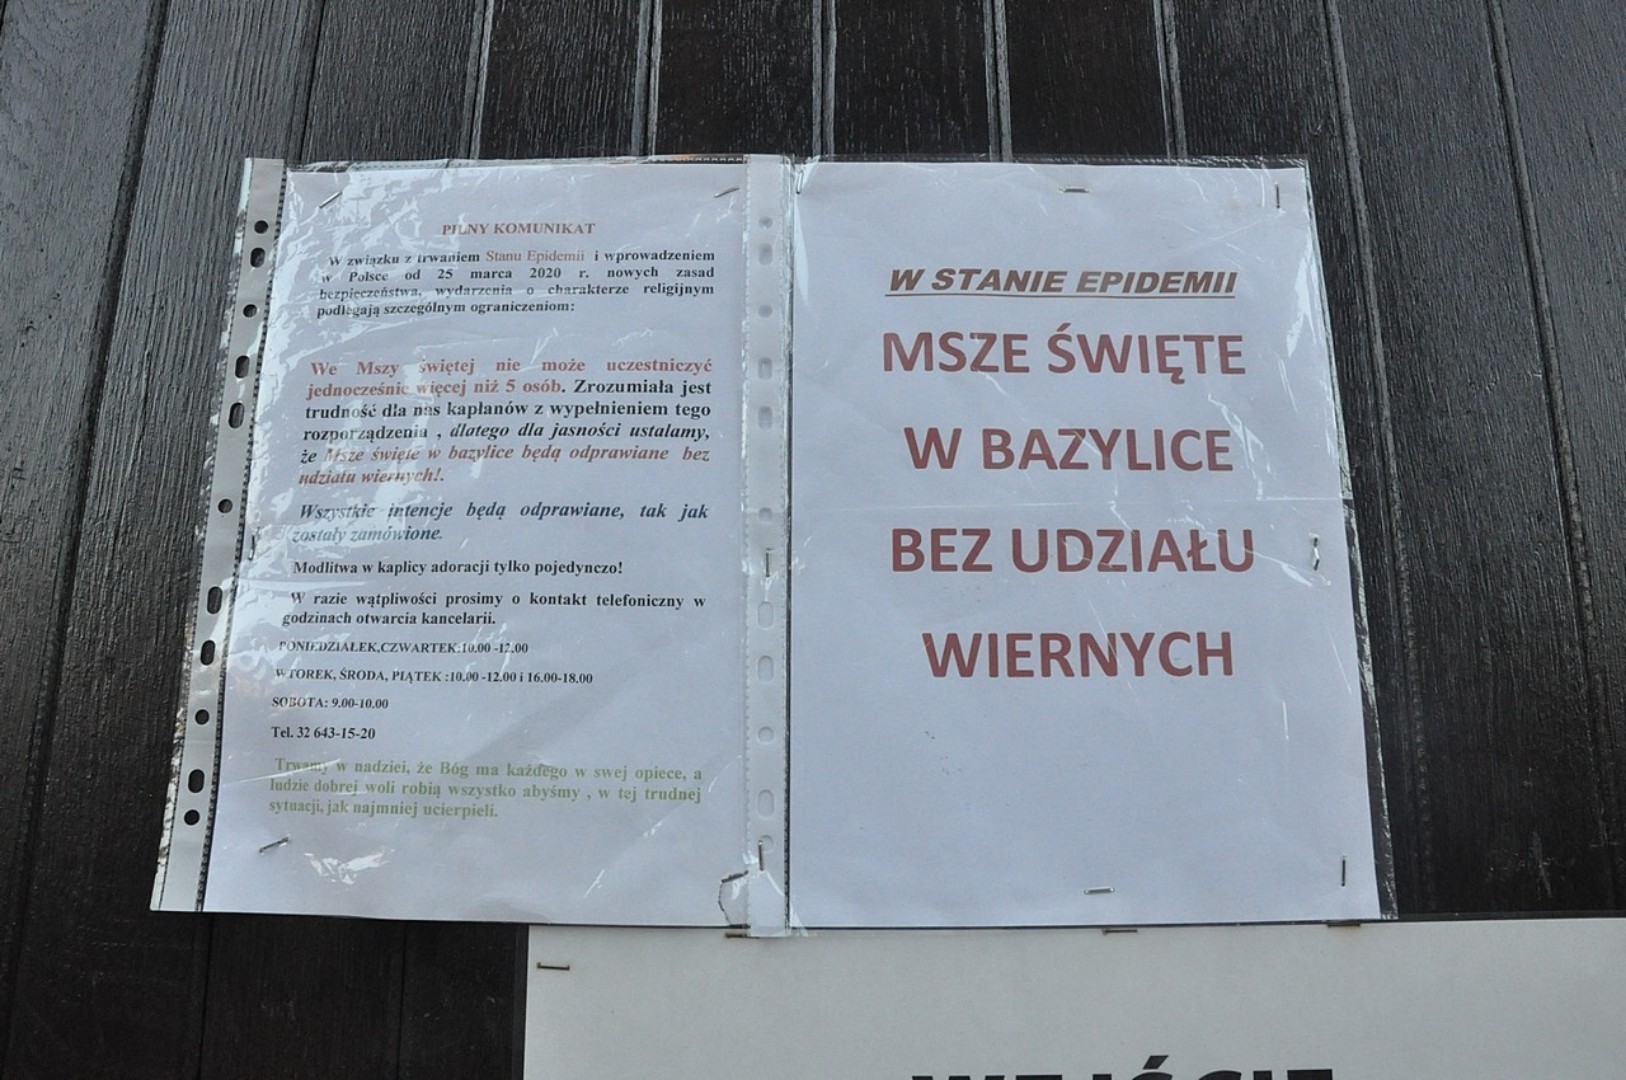 PILNY KOMUNIKAT
W związku z trwaniem Stanu Epidemii i wprowadzeniem
w Polsce od 25 marca 2020 r. nowych zasad
bezpieczeństwa, wydarzenia o charakterze religijnym
podlegają szczególnym ograniczeniom:
We Mszy świętej nie może uczestniczyć
jednocześnie więcej niż 5 osób. Zrozumiała jest
trudność dla nas kapłanów z wypełnieniem tego
rozporządzenia , dlatego dla jasności ustalamy,
że Msze święte w bazylice będą odprawiane bez
udziału wiernych!.
Wszystkie intencje będą odprawiane, tak jak
zostały zamówione.
Modlitwa w kaplicy adoracji tylko pojedynczo!
W razie wątpliwości prosimy o kontakt telefoniczny w
godzinach otwarcia kancelarii.
PONIEDZIAŁEK,CZWARTEK:10.00 -12.00
WTOREK, ŚRODA, PIĄTEK :10.00 -12.00 i 16.00-18.00
SOBOTA: 9.00-10.00
Tel. 32 643-15-20
Trwamy w nadziei, że Bóg ma każdego w swej opiece, a
ludzie dobrej woli robią wszystko abyśmy , w tej trudnej
sytuacji, jak najmniej ucierpieli.
W STANIE EPIDEMII
MSZE ŚWIĘTE
W BAZYLICE
BEZ UDZIAŁU
WIERNYCH
WEJŚCIE